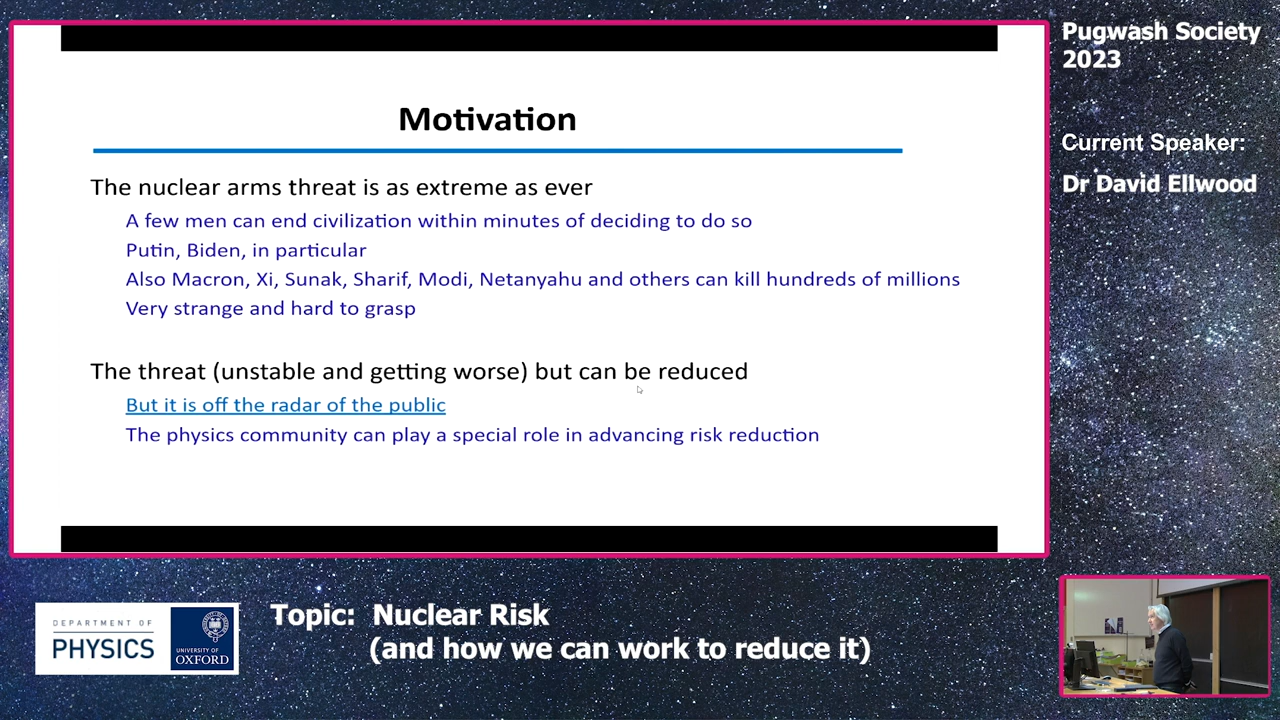 Motivation
The nuclear arms threat is as extreme as ever
A few men can end civilization within minutes of deciding to do so
Putin, Biden, in particular
Also Macron, Xi, Sunak, Sharif, Modi, Netanyahu and others can kill hundreds of millions
Very strange and hard to grasp
The threat (unstable and getting worse) but can be reduced
But it is off the radar of the public
The physics community can play a special role in advancing risk reduction
Pugwash Society
2023
Current Speaker:
Dr David Ellwood
DEPARTMENT OF
PHYSICS
UNIVERSITY OF
OXFORD
Topic: Nuclear Risk
(and how we can work to reduce it)